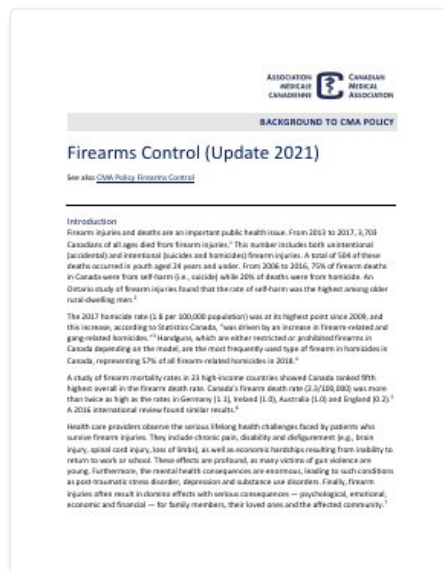 ASSOCIATION MÉDICALE CANADIENNE
CANADIAN MEDICAL ASSOCIATION
BACKGROUND TO CMA POLICY
Firearms Control (Update 2021)
See also CMA Policy Firearms Control
Introduction
Firearm injuries and deaths are an important public health issue. From 2013 to 2017, 3,703
Canadians of all ages died from firearm injuries.¹ This number includes both unintentional
(accidental) and intentional (suicides and homicides) firearm injuries. A total of 504 of these
deaths occurred in youth aged 24 years and under. From 2006 to 2016, 75% of firearm deaths
in Canada were from self-harm (i.e., suicide) while 20% of deaths were from homicide. An
Ontario study of firearm injuries found that the rate of self-harm was the highest among older
rural-dwelling men.²
The 2017 homicide rate (1.8 per 100,000 population) was at its highest point since 2009, and
this increase, according to Statistics Canada, "was driven by an increase in firearm-related and
gang-related homicides."³ Handguns, which are either restricted or prohibited firearms in
Canada depending on the model, are the most frequently used type of firearm in homicides in
Canada, representing 57% of all firearm-related homicides in 2018.⁴
A study of firearm mortality rates in 23 high-income countries showed Canada ranked fifth
highest overall in the firearm death rate. Canada's firearm death rate (2.3/100,000) was more
than twice as high as the rates in Germany [1.1], Ireland (1.0), Australia (1.0) and England [0.2].⁵
A 2016 international review found similar results.⁶
Health care providers observe the serious lifelong health challenges faced by patients who
survive firearm injuries. They include chronic pain, disability and disfigurement (e.g., brain
injury, spinal cord injury, loss of limbs), as well as economic hardships resulting from inability to
return to work or school. These effects are profound, as many victims of gun violence are
young. Furthermore, the mental health consequences are enormous, leading to such conditions
as post-traumatic stress disorder, depression and substance use disorders. Finally, firearm
injuries often result in domino effects with serious consequences — psychological, emotional,
economic and financial — for family members, their loved ones and the affected community.⁷